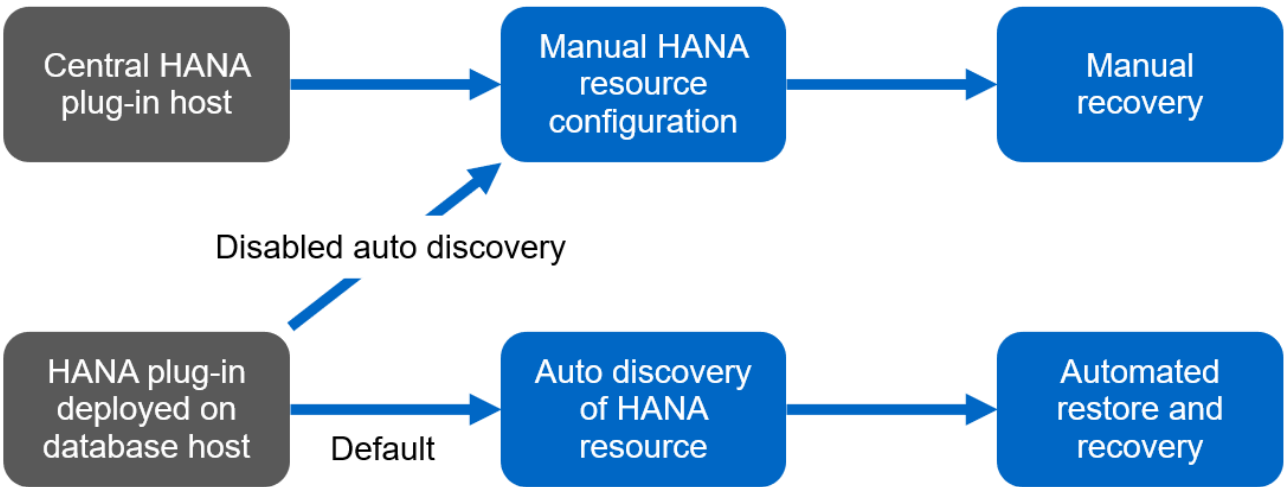 Central HANA
plug-in host
Manual HANA
resource
configuration
Manual
recovery
Disabled auto discovery
HANA plug-in
deployed on
database host
Default
Auto discovery
of HANA
resource
Automated
restore and
recovery